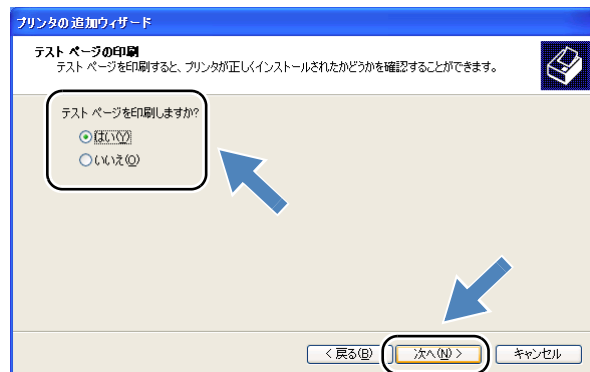 プリンタの追加ウィザード
テスト ページの印刷
テスト ページを印刷すると、プリンタが正しくインストールされたかどうかを確認することができます。
テスト ページを印刷しますか?
はい(Y)
いいえ(O)
< 戻る(B)
次へ(N) >
キャンセル